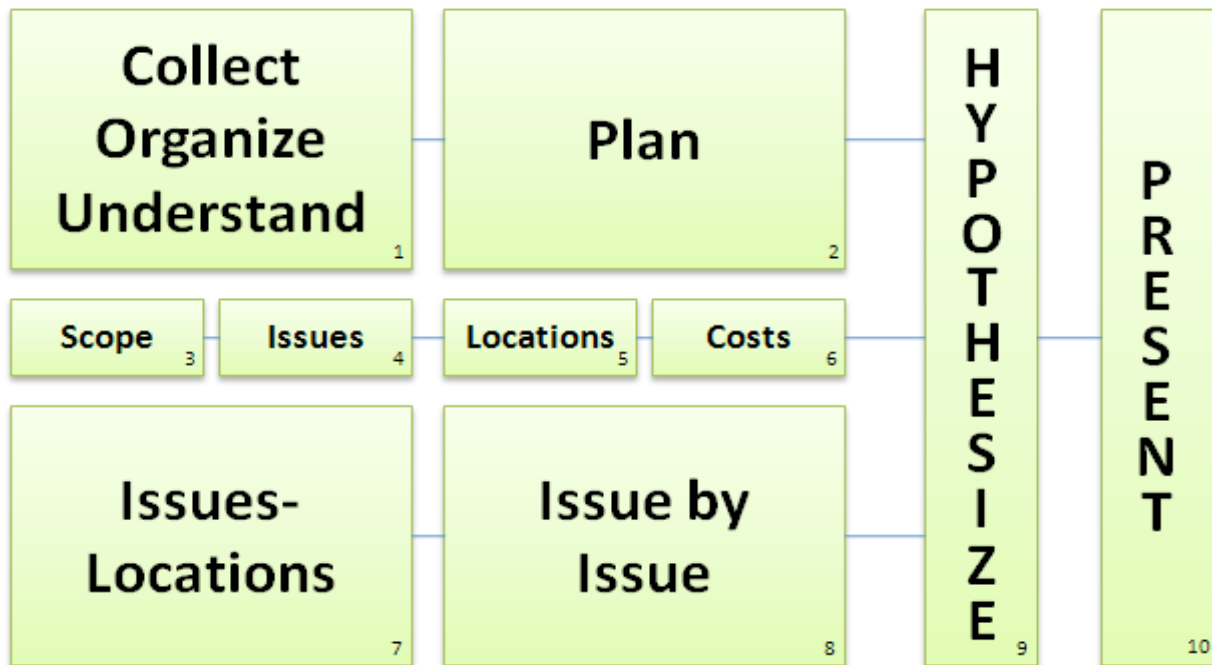 Collect
Organize
Understand
1
Plan
2
Scope
3
Issues
4
Locations
5
Costs
6
Issues-
Locations
7
Issue by
Issue
8
HYPOTHESIZE
9
PRESENT
10